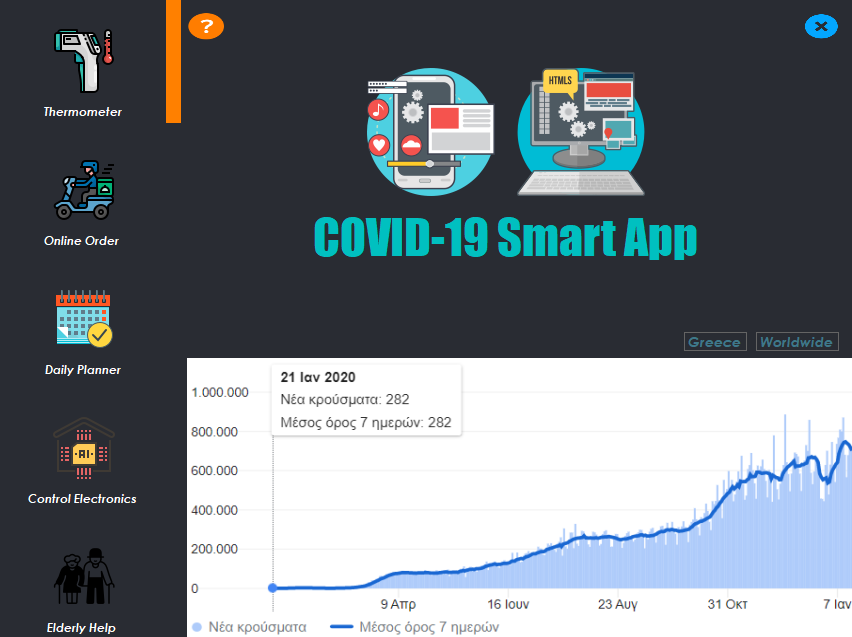 ?
Thermometer
Online Order
Daily Planner
AI
Control Electronics
Elderly Help
HTML5
COVID-19 Smart App
Greece Worldwide
21 Ιαν 2020
Νέα κρούσματα: 282
Μέσος όρος 7 ημερών: 282
1.000.000
800.000
600.000
400.000
200.000
0
9 Απρ 16 Ιουν 23 Αυγ 31 Οκτ 7 Ιαν
Νέα κρούσματα Μέσος όρος 7 ημερών